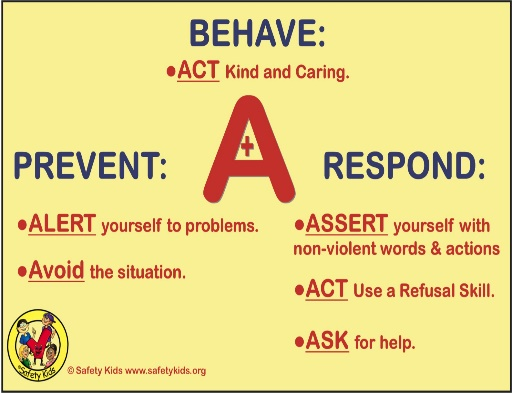 BEHAVE:
•ACT Kind and Caring.
A+
PREVENT:
•ALERT yourself to problems.
•Avoid the situation.
RESPOND:
•ASSERT yourself with
non-violent words & actions
•ACT Use a Refusal Skill.
•ASK for help.
Safety Kids
© Safety Kids www.safetykids.org